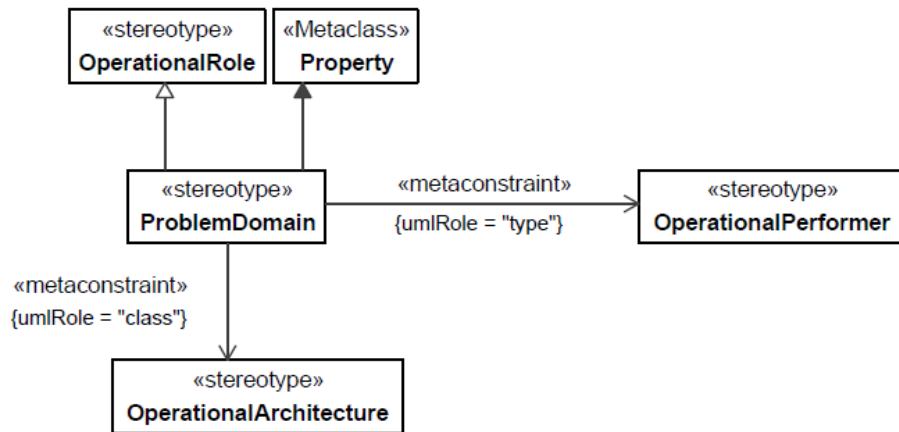 «stereotype»
OperationalRole
«Metaclass»
Property
«stereotype»
ProblemDomain
«metaconstraint»
{umlRole = "type"}
«stereotype»
OperationalPerformer
«metaconstraint»
{umlRole = "class"}
«stereotype»
OperationalArchitecture